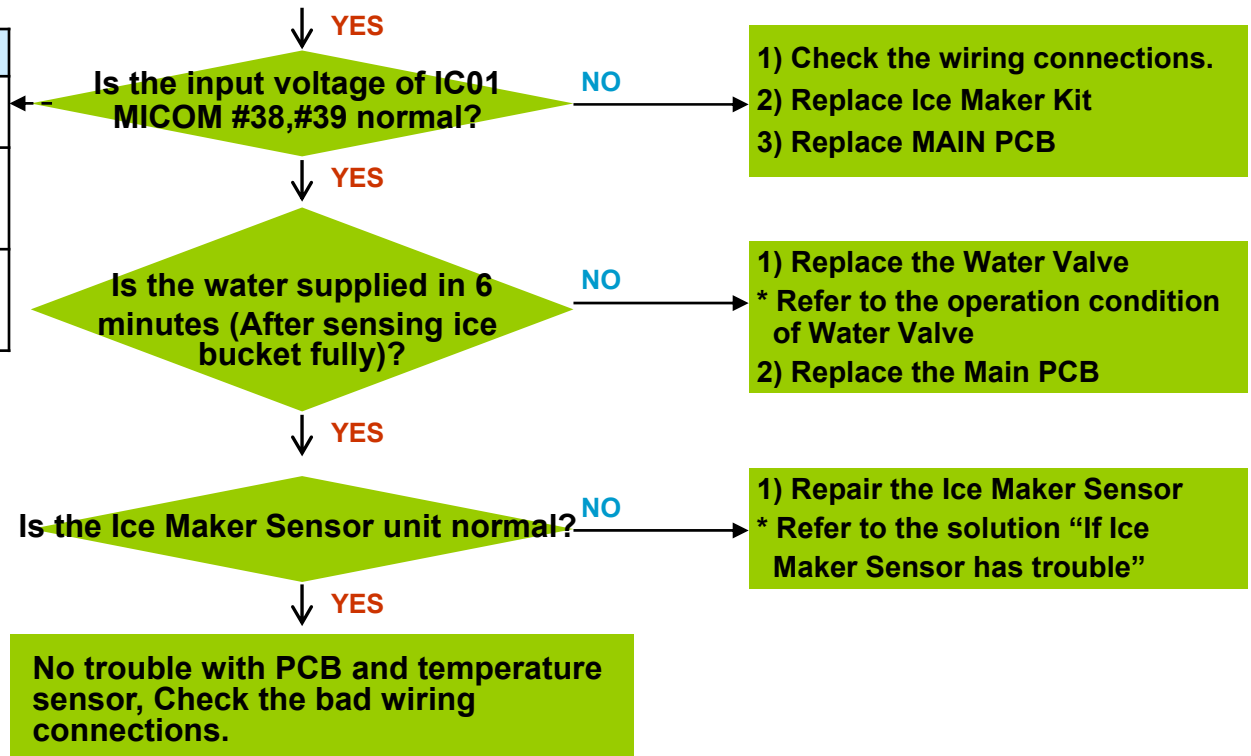 YES
Is the input voltage of IC01
MICOM #38,#39 normal?
NO
1) Check the wiring connections.
2) Replace Ice Maker Kit
3) Replace MAIN PCB
YES
Is the water supplied in 6
minutes (After sensing ice
bucket fully)?
NO
1) Replace the Water Valve
* Refer to the operation condition
of Water Valve
2) Replace the Main PCB
YES
Is the Ice Maker Sensor unit normal?
NO
1) Repair the Ice Maker Sensor
* Refer to the solution “If Ice
Maker Sensor has trouble”
YES
No trouble with PCB and temperature
sensor, Check the bad wiring
connections.